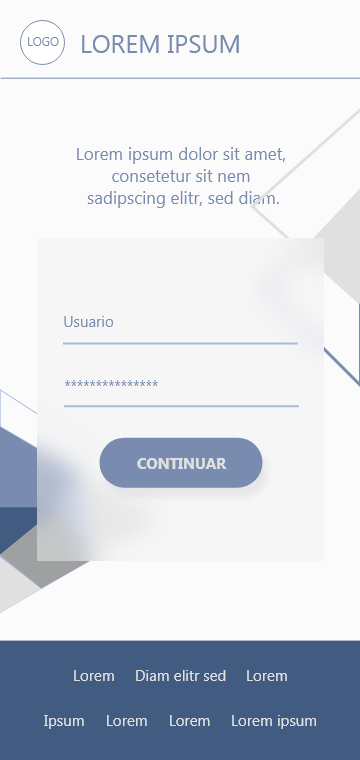 LOGO LOREM IPSUM
Lorem ipsum dolor sit amet,
consetetur sit nem
sadipscing elitr, sed diam.
Usuario
***************
CONTINUAR
Lorem Diam elitr sed Lorem
Ipsum Lorem Lorem Lorem ipsum